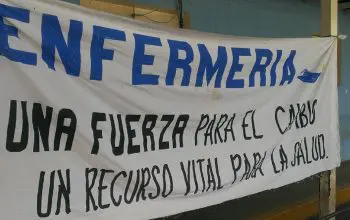 ENFERMERIA
UNA FUERZA PARA EL CAMBIO
UN RECURSO VITAL PARA LA SALUD.